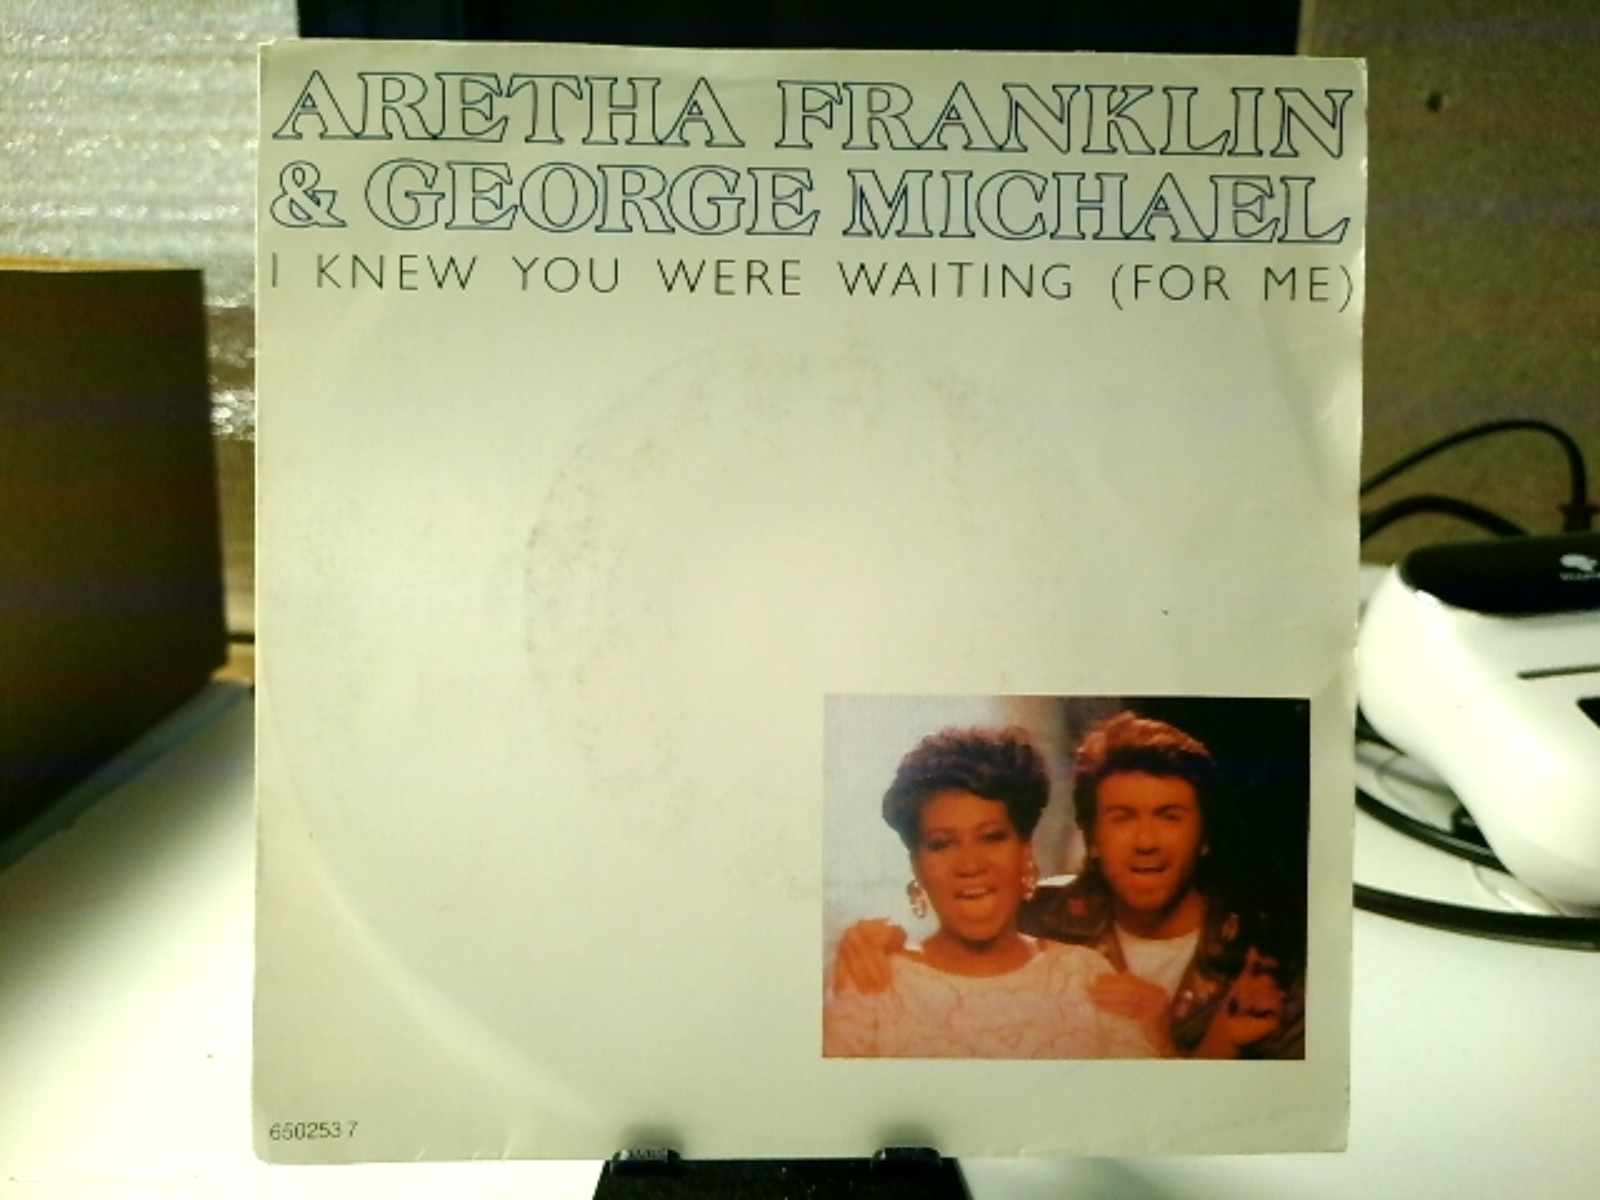 ARETHA FRANKLIN
& GEORGE MICHAEL
I KNEW YOU WERE WAITING (FOR ME)
650253 7